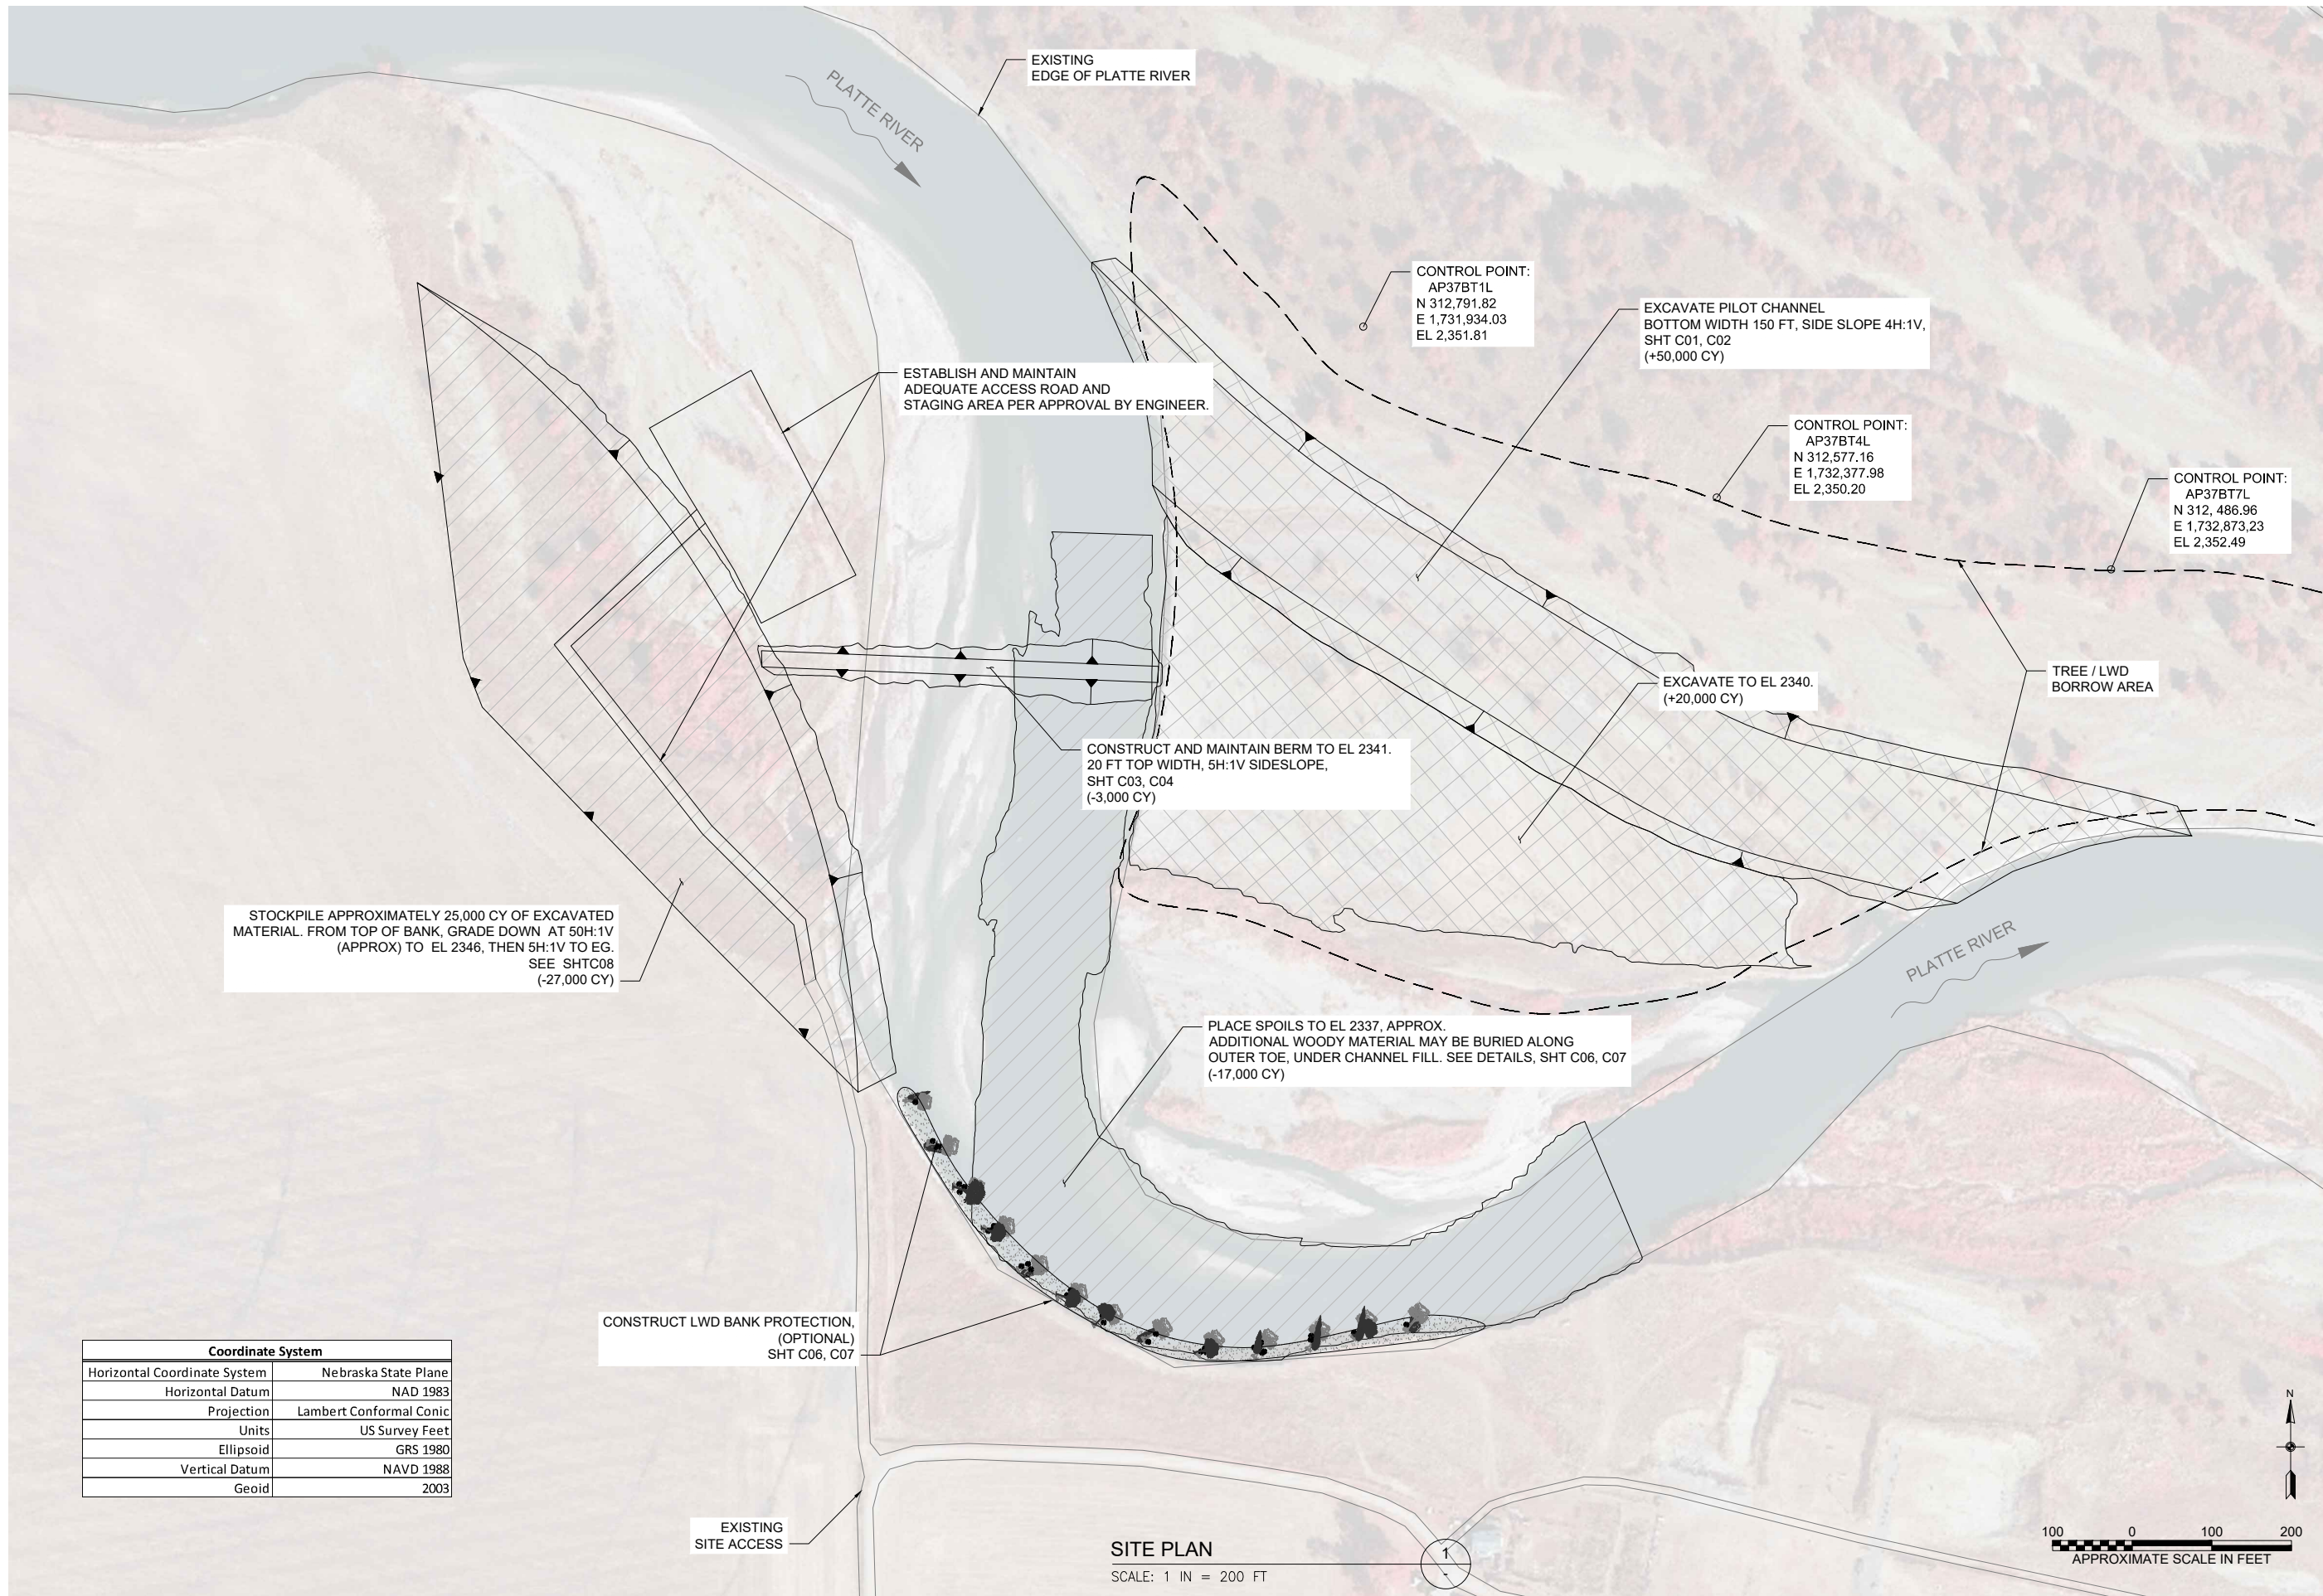 EXISTING
EDGE OF PLATTE RIVER
PLATTE RIVER
CONTROL POINT:
AP37BT1L
N 312,791.82
E 1,731,934.03
EL 2,351.81
EXCAVATE PILOT CHANNEL
BOTTOM WIDTH 150 FT, SIDE SLOPE 4H:1V,
SHT C01, C02
(+50,000 CY)
ESTABLISH AND MAINTAIN
ADEQUATE ACCESS ROAD AND
STAGING AREA PER APPROVAL BY ENGINEER.
CONTROL POINT:
AP37BT4L
N 312,577.16
E 1,732,377.98
EL 2,350.20
CONTROL POINT:
AP37BT7L
N 312, 486.96
E 1,732,873,23
EL 2,352.49
TREE / LWD
BORROW AREA
EXCAVATE TO EL 2340.
(+20,000 CY)
CONSTRUCT AND MAINTAIN BERM TO EL 2341.
20 FT TOP WIDTH, 5H:1V SIDESLOPE,
SHT C03, C04
(-3,000 CY)
STOCKPILE APPROXIMATELY 25,000 CY OF EXCAVATED
MATERIAL. FROM TOP OF BANK, GRADE DOWN AT 50H:1V
(APPROX) TO EL 2346, THEN 5H:1V TO EG.
SEE SHTC08
(-27,000 CY)
PLATTE RIVER
PLACE SPOILS TO EL 2337, APPROX.
ADDITIONAL WOODY MATERIAL MAY BE BURIED ALONG
OUTER TOE, UNDER CHANNEL FILL. SEE DETAILS, SHT C06, C07
(-17,000 CY)
CONSTRUCT LWD BANK PROTECTION,
(OPTIONAL)
SHT C06, C07
Coordinate System
Horizontal Coordinate System Nebraska State Plane
Horizontal Datum NAD 1983
Projection Lambert Conformal Conic
Units US Survey Feet
Ellipsoid GRS 1980
Vertical Datum NAVD 1988
Geoid 2003
EXISTING
SITE ACCESS
SITE PLAN
SCALE: 1 IN = 200 FT
1
-
N
100 0 100 200
APPROXIMATE SCALE IN FEET